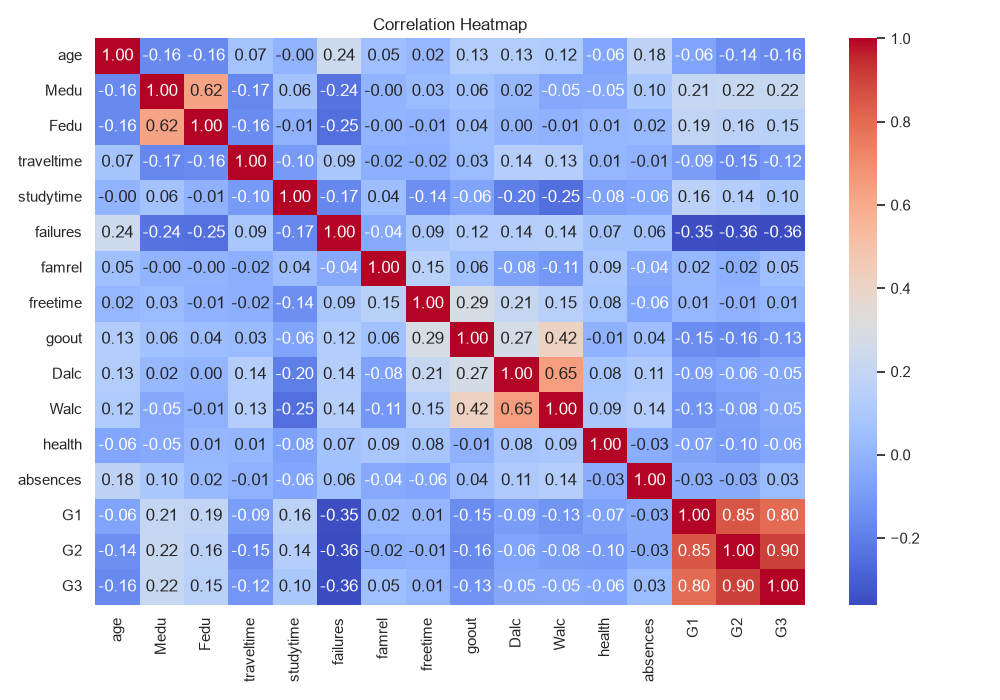 Correlation Heatmap
age 1.00 -0.16 -0.16 0.07 -0.00 0.24 0.05 0.02 0.13 0.13 0.12 -0.06 0.18 -0.06 -0.14 -0.16
Medu -0.16 1.00 0.62 -0.17 0.06 -0.24 -0.00 0.03 0.06 0.02 -0.05 -0.05 0.10 0.21 0.22 0.22
Fedu -0.16 0.62 1.00 -0.16 -0.01 -0.25 -0.00 -0.01 0.04 0.00 -0.01 0.01 0.02 0.19 0.16 0.15
traveltime 0.07 -0.17 -0.16 1.00 -0.10 0.09 -0.02 -0.02 0.03 0.14 0.13 0.01 -0.01 -0.09 -0.15 -0.12
studytime -0.00 0.06 -0.01 -0.10 1.00 -0.17 0.04 -0.14 -0.06 -0.20 -0.25 -0.08 -0.06 0.16 0.14 0.10
failures 0.24 -0.24 -0.25 0.09 -0.17 1.00 -0.04 0.09 0.12 0.14 0.14 0.07 0.06 -0.35 -0.36 -0.36
famrel 0.05 -0.00 -0.00 -0.02 0.04 -0.04 1.00 0.15 0.06 -0.08 -0.11 0.09 -0.04 0.02 -0.02 0.05
freetime 0.02 0.03 -0.01 -0.02 -0.14 0.09 0.15 1.00 0.29 0.21 0.15 0.08 -0.06 0.01 -0.01 0.01
goout 0.13 0.06 0.04 0.03 -0.06 0.12 0.06 0.29 1.00 0.27 0.42 -0.01 0.04 -0.15 -0.16 -0.13
Dalc 0.13 0.02 0.00 0.14 -0.20 0.14 -0.08 0.21 0.27 1.00 0.65 0.08 0.11 -0.09 -0.06 -0.05
Walc 0.12 -0.05 -0.01 0.13 -0.25 0.14 -0.11 0.15 0.42 0.65 1.00 0.09 0.14 -0.13 -0.08 -0.05
health -0.06 -0.05 0.01 0.01 -0.08 0.07 0.09 0.08 -0.01 0.08 0.09 1.00 -0.03 -0.07 -0.10 -0.06
absences 0.18 0.10 0.02 -0.01 -0.06 0.06 -0.04 -0.06 0.04 0.11 0.14 -0.03 1.00 -0.03 -0.03 0.03
G1 -0.06 0.21 0.19 -0.09 0.16 -0.35 0.02 0.01 -0.15 -0.09 -0.13 -0.07 -0.03 1.00 0.85 0.80
G2 -0.14 0.22 0.16 -0.15 0.14 -0.36 -0.02 -0.01 -0.16 -0.06 -0.08 -0.10 -0.03 0.85 1.00 0.90
G3 -0.16 0.22 0.15 -0.12 0.10 -0.36 0.05 0.01 -0.13 -0.05 -0.05 -0.06 0.03 0.80 0.90 1.00
age Medu Fedu traveltime studytime failures famrel freetime goout Dalc Walc health absences G1 G2 G3
1.0
0.8
0.6
0.4
0.2
0.0
−0.2